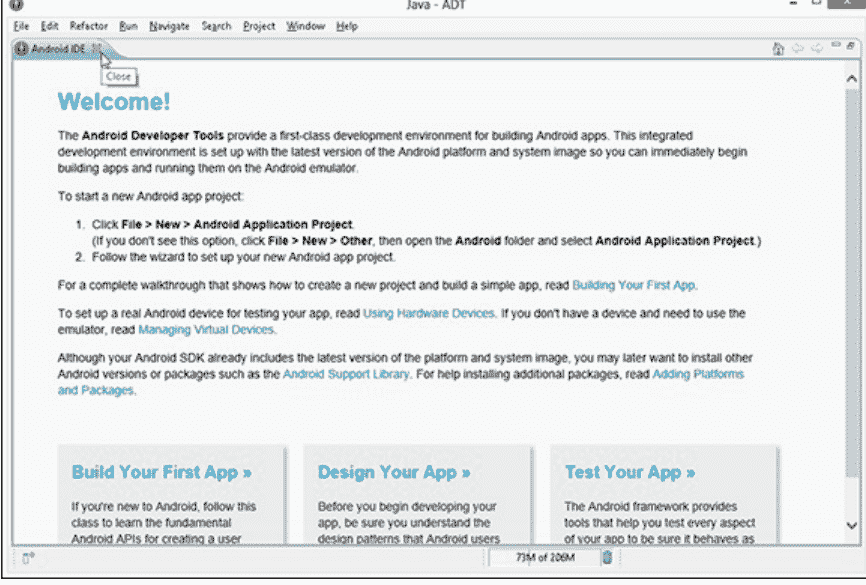 Java - ADT
File Edit Refactor Run Navigate Search Project Window Help
Android IDE
Close
Welcome!
The Android Developer Tools provide a first-class development environment for building Android apps. This integrated
development environment is set up with the latest version of the Android platform and system image so you can immediately begin
building apps and running them on the Android emulator.
To start a new Android app project:
1. Click File > New > Android Application Project.
(If you don't see this option, click File > New > Other, then open the Android folder and select Android Application Project.)
2. Follow the wizard to set up your new Android app project.
For a complete walkthrough that shows how to create a new project and build a simple app, read Building Your First App.
To set up a real Android device for testing your app, read Using Hardware Devices. If you don't have a device and need to use the
emulator, read Managing Virtual Devices.
Although your Android SDK already includes the latest version of the platform and system image, you may later want to install other
Android versions or packages such as the Android Support Library. For help installing additional packages, read Adding Platforms
and Packages.
Build Your First App »
If you're new to Android, follow this
class to learn the fundamental
Android APIs for creating a user
Design Your App »
Before you begin developing your
app, be sure you understand the
design patterns that Android users
Test Your App »
The Android framework provides
tools that help you test every aspect
of your app to be sure it behaves as
73M of 206M